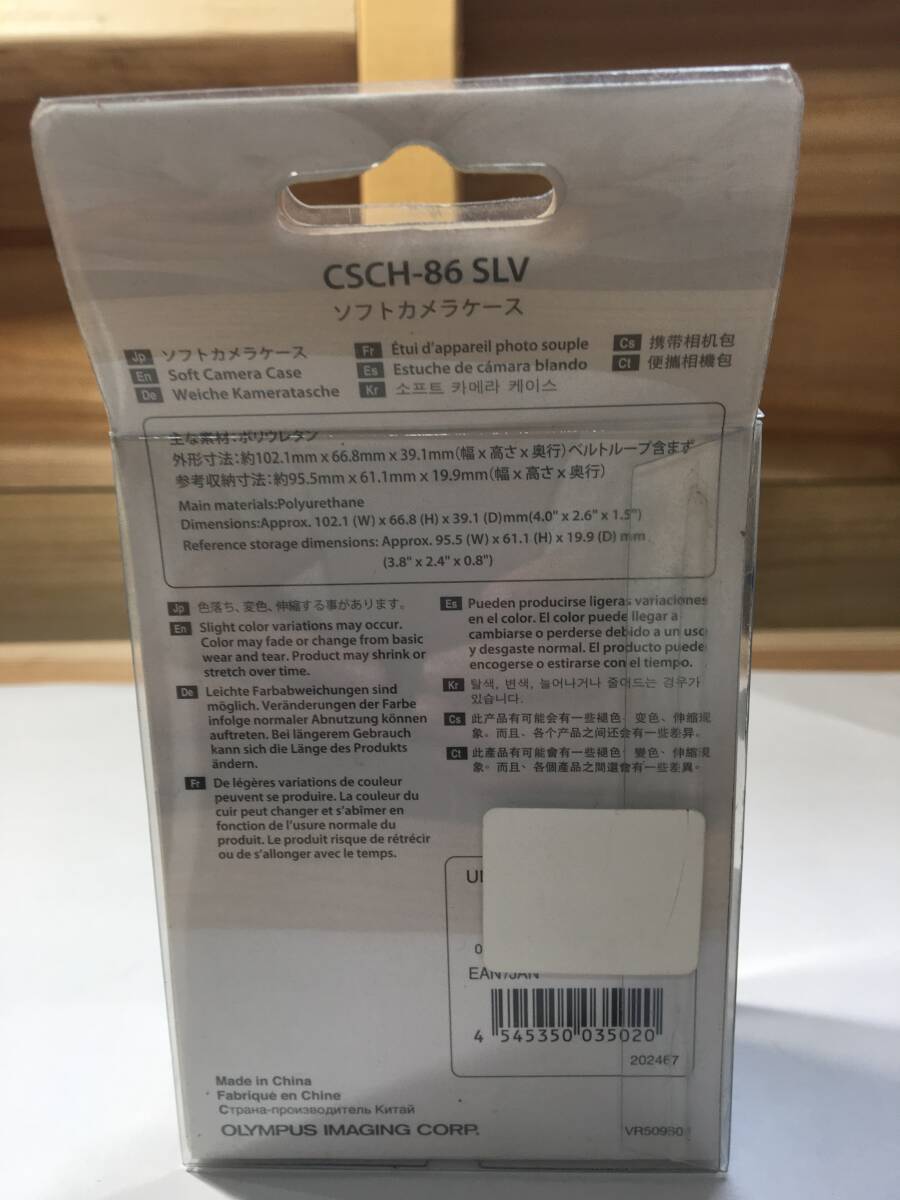 CSCH-86 SLV
ソフトカメラケース
Jp ソフトカメラケース
En Soft Camera Case
De Weiche Kameratasche
Fr Étui d'appareil photo souple
Es Estuche de cámara blando
Kr 소프트 카메라 케이스
Cs 携带相机包
Ct 便攜相機包
主な素材:ポリウレタン
外形寸法:約102.1mm x 66.8mm x 39.1mm(幅 x 高さ x 奥行)ベルトループ含まず
参考収納寸法:約95.5mm x 61.1mm x 19.9mm(幅 x 高さ x 奥行)
Main materials:Polyurethane
Dimensions:Approx. 102.1 (W) x 66.8 (H) x 39.1 (D)mm(4.0" x 2.6" x 1.5")
Reference storage dimensions: Approx. 95.5 (W) x 61.1 (H) x 19.9 (D) mm
(3.8" x 2.4" x 0.8")
Jp 色落ち、変色、伸縮する事があります。
En Slight color variations may occur.
Color may fade or change from basic
wear and tear. Product may shrink or
stretch over time.
De Leichte Farbabweichungen sind
möglich. Veränderungen der Farbe
infolge normaler Abnutzung können
auftreten. Bei längerem Gebrauch
kann sich die Länge des Produkts
ändern.
Fr De légères variations de couleur
peuvent se produire. La couleur du
cuir peut changer et s'abîmer en
fonction de l'usure normale du
produit. Le produit risque de rétrécir
ou de s'allonger avec le temps.
Es Pueden producirse ligeras variaciones
en el color. El color puede llegar a
cambiarse o perderse debido a un uso
y desgaste normal. El producto puede
encogerse o estirarse con el tiempo.
Kr 탈색, 변색, 늘어나거나 줄어드는 경우가
있습니다.
Cs 此产品有可能会有一些褪色、变色、伸缩现
象。而且、各个产品之间还会有一些差异。
Ct 此產品有可能會有一些褪色、變色、伸縮現
象。而且、各個產品之間還會有一些差異。
0
EAN/JAN
4 545350 035020
202467
Made in China
Fabriqué en Chine
Страна-производитель Китай
OLYMPUS IMAGING CORP.